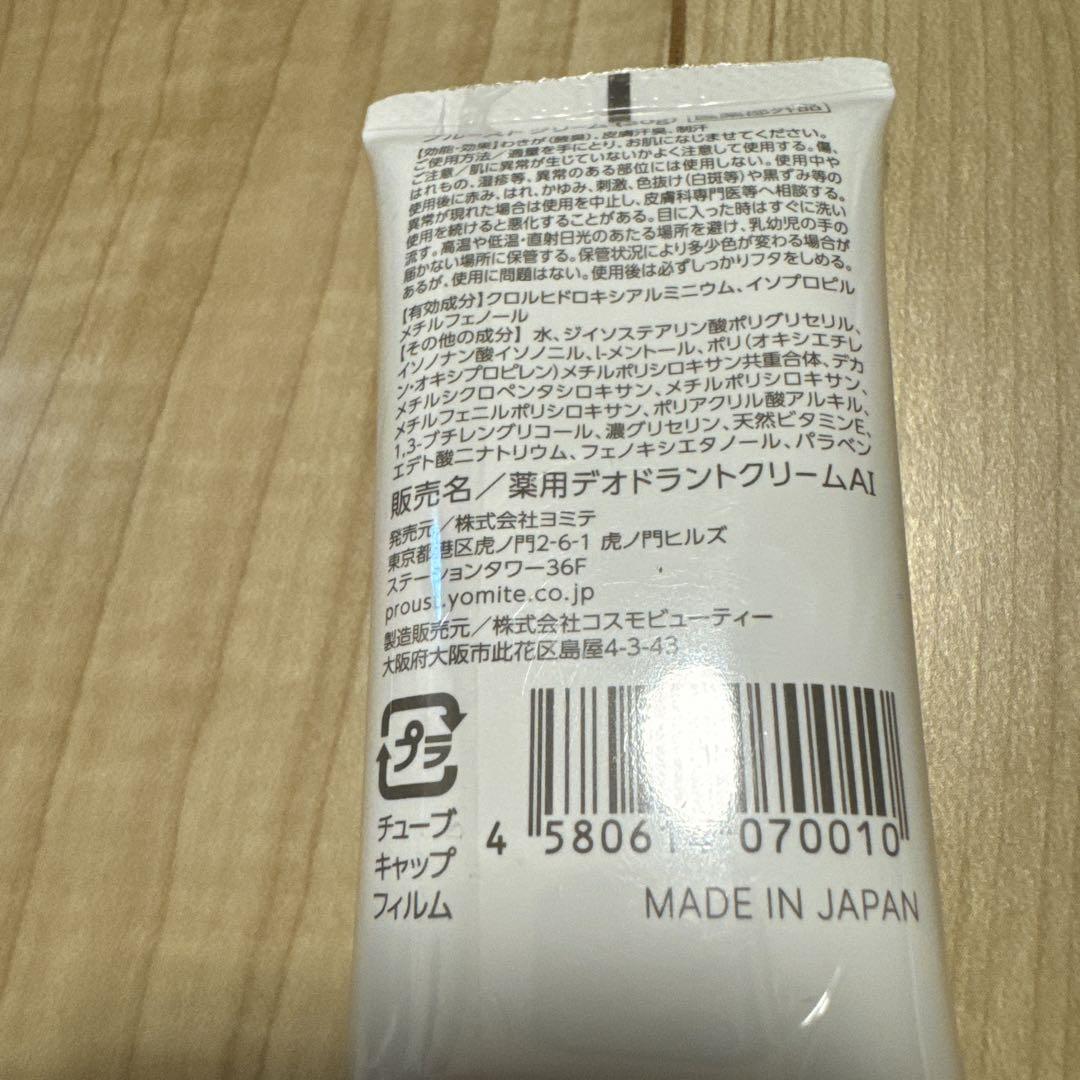 プルースト クリーム (30g) [医薬部外品]
【効能・効果】わきが(腋臭)、皮膚汗臭、制汗
ご使用方法／適量を手にとり、お肌になじませてください。
ご注意／肌に異常が生じていないかよく注意して使用する。傷、
はれもの、湿疹等、異常のある部位には使用しない。使用中や
使用後に赤み、はれ、かゆみ、刺激、色抜け(白斑等)や黒ずみ等の
異常が現れた場合は使用を中止し、皮膚科専門医等へ相談する。
使用を続けると悪化することがある。目に入った時はすぐに洗い
流す。高温や低温・直射日光のあたる場所を避け、乳幼児の手の
届かない場所に保管する。保管状況により多少色が変わる場合が
あるが、使用に問題はない。使用後は必ずしっかりフタをしめる。
【有効成分】クロルヒドロキシアルミニウム、イソプロピル
メチルフェノール
【その他の成分】水、ジイソステアリン酸ポリグリセリル、
イソノナン酸イソノニル、l-メントール、ポリ(オキシエチレ
ン・オキシプロピレン)メチルポリシロキサン共重合体、デカ
メチルシクロペンタシロキサン、メチルポリシロキサン、
メチルフェニルポリシロキサン、ポリアクリル酸アルキル、
1,3-ブチレングリコール、濃グリセリン、天然ビタミンE、
エデト酸二ナトリウム、フェノキシエタノール、パラベン
販売名／薬用デオドラントクリームAI
発売元／株式会社ヨミテ
東京都港区虎ノ門2-6-1 虎ノ門ヒルズ
ステーションタワー36F
proust.yomite.co.jp
製造販売元／株式会社コスモビューティー
大阪府大阪市此花区島屋4-3-43
プラ
チューブ
キャップ
フィルム
4 58061 070010
MADE IN JAPAN